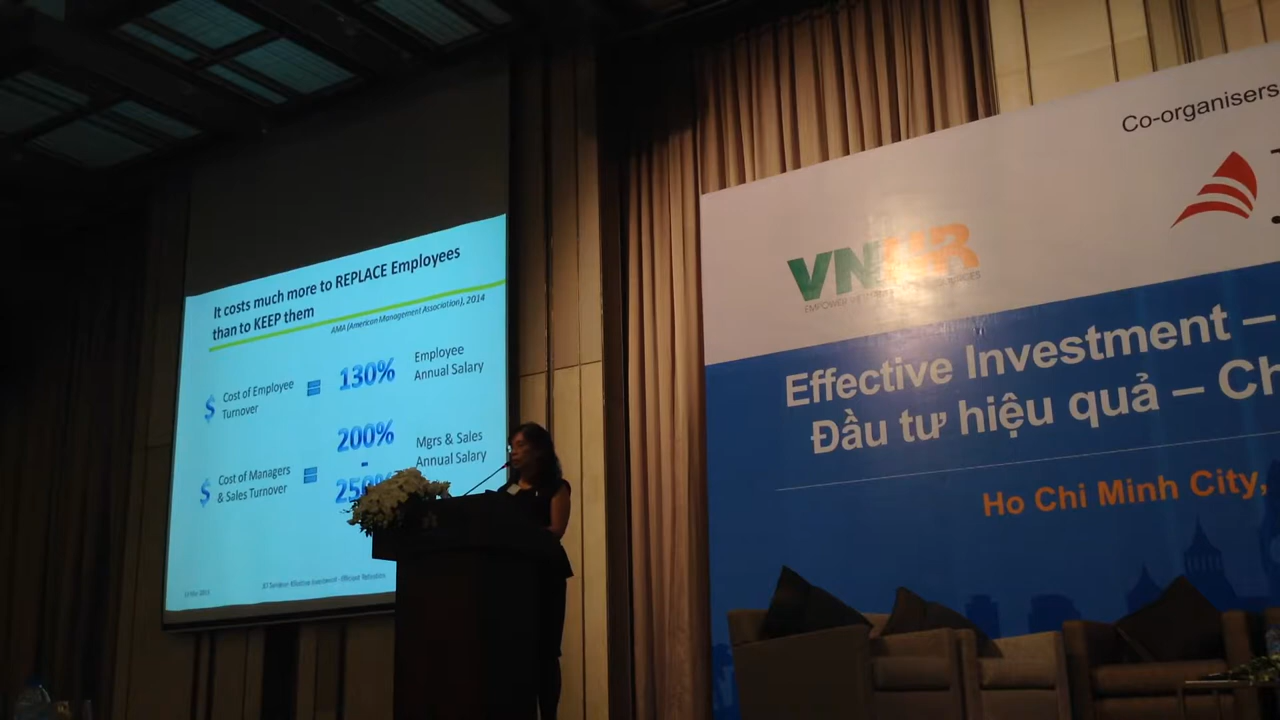 It costs much more to REPLACE Employees
than to KEEP them
AMA (American Management Association), 2014
$ Cost of Employee
Turnover
= 130%
Employee
Annual Salary
$ Cost of Managers
& Sales Turnover
= 200%
-
250%
Mgrs & Sales
Annual Salary
Co-organisers
VNHR
Effective Investment –
Đầu tư hiệu quả – Ch
Ho Chi Minh City,